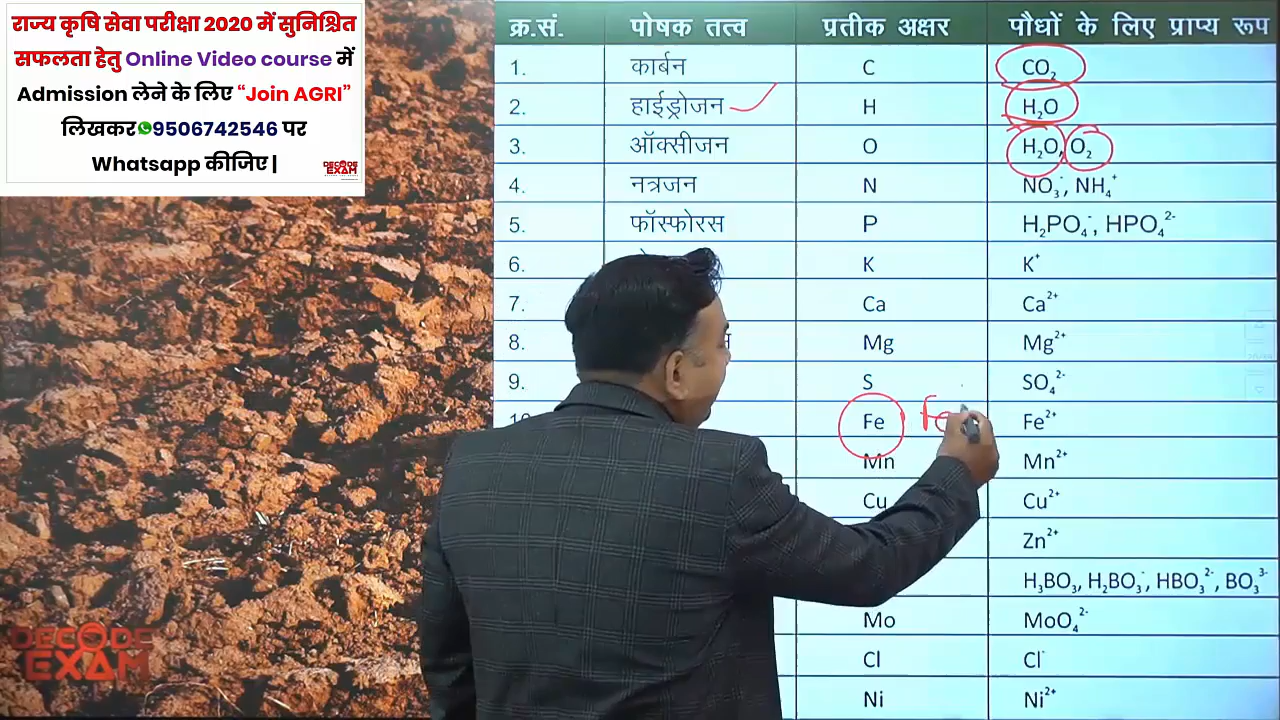 राज्य कृषि सेवा परीक्षा 2020 में सुनिश्चित
सफलता हेतु Online Video course में
Admission लेने के लिए “Join AGRI”
लिखकर 9506742546 पर
Whatsapp कीजिए |
DECODE
EXAM
क्र.सं. पोषक तत्व प्रतीक अक्षर पौधों के लिए प्राप्य रूप
1. कार्बन C CO₂
2. हाईड्रोजन H H₂O
3. ऑक्सीजन O H₂O, O₂
4. नत्रजन N NO₃⁻, NH₄⁺
5. फॉस्फोरस P H₂PO₄⁻, HPO₄²⁻
6. K K⁺
7. Ca Ca²⁺
8. Mg Mg²⁺
9. S SO₄²⁻
Fe Fe Fe²⁺
Mn Mn²⁺
Cu Cu²⁺
Zn²⁺
H₃BO₃, H₂BO₃⁻, HBO₃²⁻, BO₃³⁻
Mo MoO₄²⁻
Cl Cl⁻
Ni Ni²⁺
DECODE
EXAM